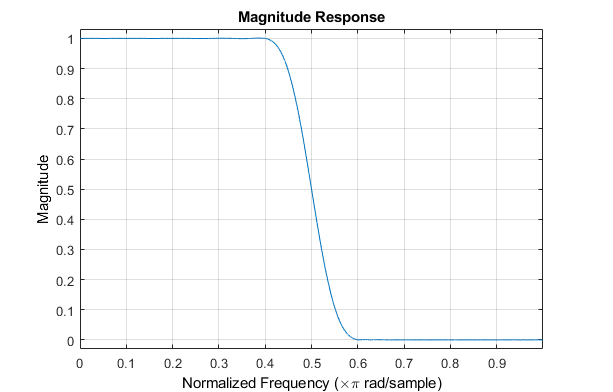 Magnitude Response
1
0.9
0.8
0.7
0.6
0.5
0.4
0.3
0.2
0.1
0
Magnitude
0 0.1 0.2 0.3 0.4 0.5 0.6 0.7 0.8 0.9
Normalized Frequency (×π rad/sample)